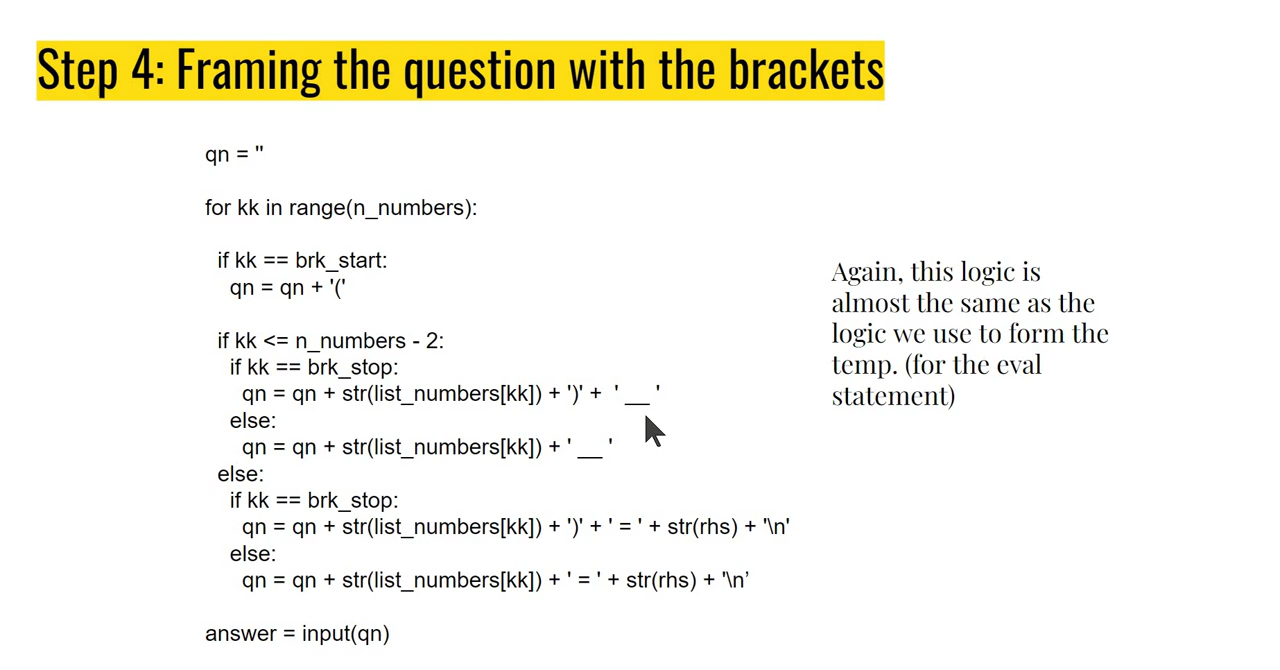 Step 4: Framing the question with the brackets
qn = ''
for kk in range(n_numbers):
if kk == brk_start:
qn = qn + '('
if kk <= n_numbers - 2:
if kk == brk_stop:
qn = qn + str(list_numbers[kk]) + ')' + ' __ '
else:
qn = qn + str(list_numbers[kk]) + ' __ '
else:
if kk == brk_stop:
qn = qn + str(list_numbers[kk]) + ')' + ' = ' + str(rhs) + '\n'
else:
qn = qn + str(list_numbers[kk]) + ' = ' + str(rhs) + '\n’
answer = input(qn)
Again, this logic is
almost the same as the
logic we use to form the
temp. (for the eval
statement)